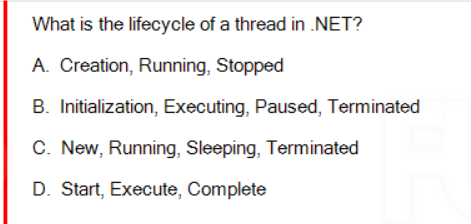 What is the lifecycle of a thread in .NET?
A. Creation, Running, Stopped
B. Initialization, Executing, Paused, Terminated
C. New, Running, Sleeping, Terminated
D. Start, Execute, Complete